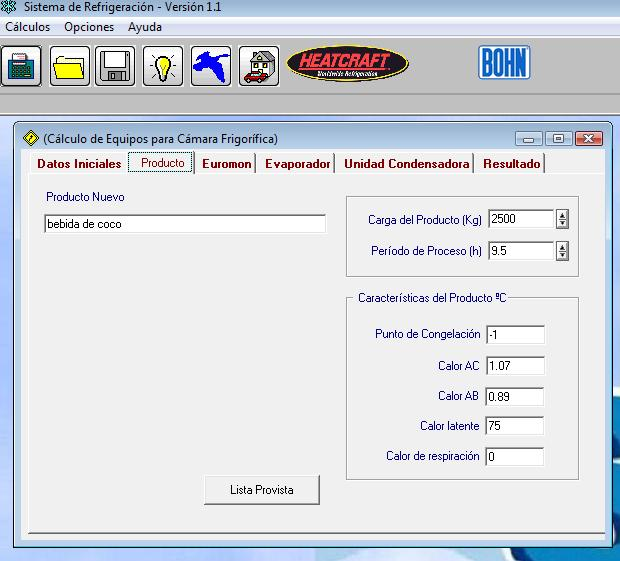 Sistema de Refrigeración - Versión 1.1
Cálculos Opciones Ayuda
HEATCRAFT
Worldwide Refrigeration
BOHN
(Cálculo de Equipos para Cámara Frigorífica)
Datos Iniciales Producto Euromon Evaporador Unidad Condensadora Resultado
Producto Nuevo
bebida de coco
Carga del Producto (Kg) 2500
Período de Proceso (h) 9.5
Características del Producto ºC
Punto de Congelación -1
Calor AC 1.07
Calor AB 0.89
Calor latente 75
Calor de respiración 0
Lista Provista